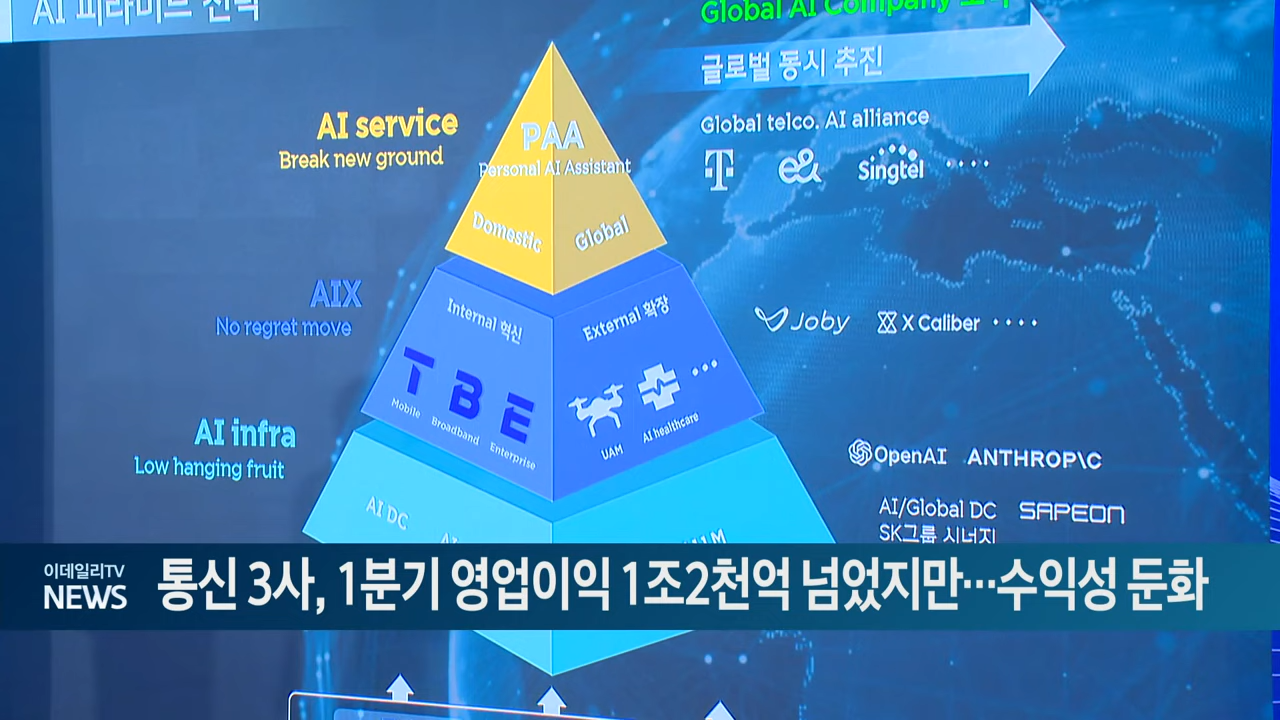 AI 피라미드 전략
Global AI Company
글로벌 동시 추진
AI service
Break new ground
PAA
Personal AI Assistant
Domestic
Global
Global telco. AI alliance
T
e&
Singtel
AIX
No regret move
Internal 혁신
External 확장
T B E
Mobile
Broadband
Enterprise
UAM
AI healthcare
Joby
X Caliber
AI infra
Low hanging fruit
AI DC
OpenAI
ANTHROP\C
AI/Global DC
SK그룹 시너지
SAPEON
이데일리TV
NEWS
통신 3사, 1분기 영업이익 1조2천억 넘었지만…수익성 둔화